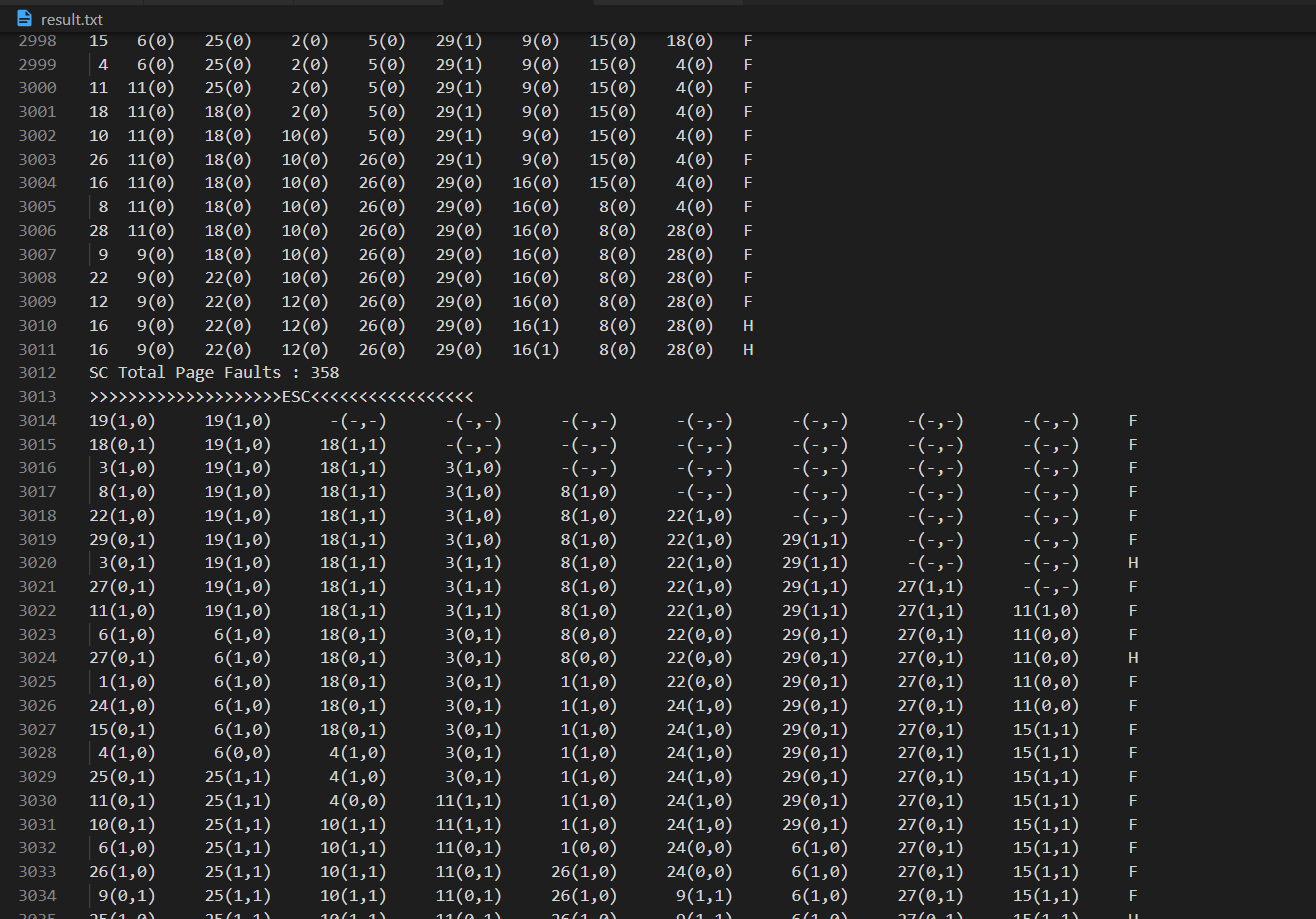 result.txt
2998 15 6(0) 25(0) 2(0) 5(0) 29(1) 9(0) 15(0) 18(0) F
2999 4 6(0) 25(0) 2(0) 5(0) 29(1) 9(0) 15(0) 4(0) F
3000 11 11(0) 25(0) 2(0) 5(0) 29(1) 9(0) 15(0) 4(0) F
3001 18 11(0) 18(0) 2(0) 5(0) 29(1) 9(0) 15(0) 4(0) F
3002 10 11(0) 18(0) 10(0) 5(0) 29(1) 9(0) 15(0) 4(0) F
3003 26 11(0) 18(0) 10(0) 26(0) 29(1) 9(0) 15(0) 4(0) F
3004 16 11(0) 18(0) 10(0) 26(0) 29(0) 16(0) 15(0) 4(0) F
3005 8 11(0) 18(0) 10(0) 26(0) 29(0) 16(0) 8(0) 4(0) F
3006 28 11(0) 18(0) 10(0) 26(0) 29(0) 16(0) 8(0) 28(0) F
3007 9 9(0) 18(0) 10(0) 26(0) 29(0) 16(0) 8(0) 28(0) F
3008 22 9(0) 22(0) 10(0) 26(0) 29(0) 16(0) 8(0) 28(0) F
3009 12 9(0) 22(0) 12(0) 26(0) 29(0) 16(0) 8(0) 28(0) F
3010 16 9(0) 22(0) 12(0) 26(0) 29(0) 16(1) 8(0) 28(0) H
3011 16 9(0) 22(0) 12(0) 26(0) 29(0) 16(1) 8(0) 28(0) H
3012 SC Total Page Faults : 358
3013 >>>>>>>>>>>>>>>>>>>>ESC<<<<<<<<<<<<<<<<<
3014 19(1,0) 19(1,0) -(-,-) -(-,-) -(-,-) -(-,-) -(-,-) -(-,-) -(-,-) F
3015 18(0,1) 19(1,0) 18(1,1) -(-,-) -(-,-) -(-,-) -(-,-) -(-,-) -(-,-) F
3016 3(1,0) 19(1,0) 18(1,1) 3(1,0) -(-,-) -(-,-) -(-,-) -(-,-) -(-,-) F
3017 8(1,0) 19(1,0) 18(1,1) 3(1,0) 8(1,0) -(-,-) -(-,-) -(-,-) -(-,-) F
3018 22(1,0) 19(1,0) 18(1,1) 3(1,0) 8(1,0) 22(1,0) -(-,-) -(-,-) -(-,-) F
3019 29(0,1) 19(1,0) 18(1,1) 3(1,0) 8(1,0) 22(1,0) 29(1,1) -(-,-) -(-,-) F
3020 3(0,1) 19(1,0) 18(1,1) 3(1,1) 8(1,0) 22(1,0) 29(1,1) -(-,-) -(-,-) H
3021 27(0,1) 19(1,0) 18(1,1) 3(1,1) 8(1,0) 22(1,0) 29(1,1) 27(1,1) -(-,-) F
3022 11(1,0) 19(1,0) 18(1,1) 3(1,1) 8(1,0) 22(1,0) 29(1,1) 27(1,1) 11(1,0) F
3023 6(1,0) 6(1,0) 18(0,1) 3(0,1) 8(0,0) 22(0,0) 29(0,1) 27(0,1) 11(0,0) F
3024 27(0,1) 6(1,0) 18(0,1) 3(0,1) 8(0,0) 22(0,0) 29(0,1) 27(0,1) 11(0,0) H
3025 1(1,0) 6(1,0) 18(0,1) 3(0,1) 1(1,0) 22(0,0) 29(0,1) 27(0,1) 11(0,0) F
3026 24(1,0) 6(1,0) 18(0,1) 3(0,1) 1(1,0) 24(1,0) 29(0,1) 27(0,1) 11(0,0) F
3027 15(0,1) 6(1,0) 18(0,1) 3(0,1) 1(1,0) 24(1,0) 29(0,1) 27(0,1) 15(1,1) F
3028 4(1,0) 6(0,0) 4(1,0) 3(0,1) 1(1,0) 24(1,0) 29(0,1) 27(0,1) 15(1,1) F
3029 25(0,1) 25(1,1) 4(1,0) 3(0,1) 1(1,0) 24(1,0) 29(0,1) 27(0,1) 15(1,1) F
3030 11(0,1) 25(1,1) 4(0,0) 11(1,1) 1(1,0) 24(1,0) 29(0,1) 27(0,1) 15(1,1) F
3031 10(0,1) 25(1,1) 10(1,1) 11(1,1) 1(1,0) 24(1,0) 29(0,1) 27(0,1) 15(1,1) F
3032 6(1,0) 25(1,1) 10(1,1) 11(0,1) 1(0,0) 24(0,0) 6(1,0) 27(0,1) 15(1,1) F
3033 26(1,0) 25(1,1) 10(1,1) 11(0,1) 26(1,0) 24(0,0) 6(1,0) 27(0,1) 15(1,1) F
3034 9(0,1) 25(1,1) 10(1,1) 11(0,1) 26(1,0) 9(1,1) 6(1,0) 27(0,1) 15(1,1) F
3035 25(1,0) 25(1,1) 10(1,1) 11(0,1) 26(1,0) 9(1,1) 6(1,0) 27(0,1) 15(1,1) H